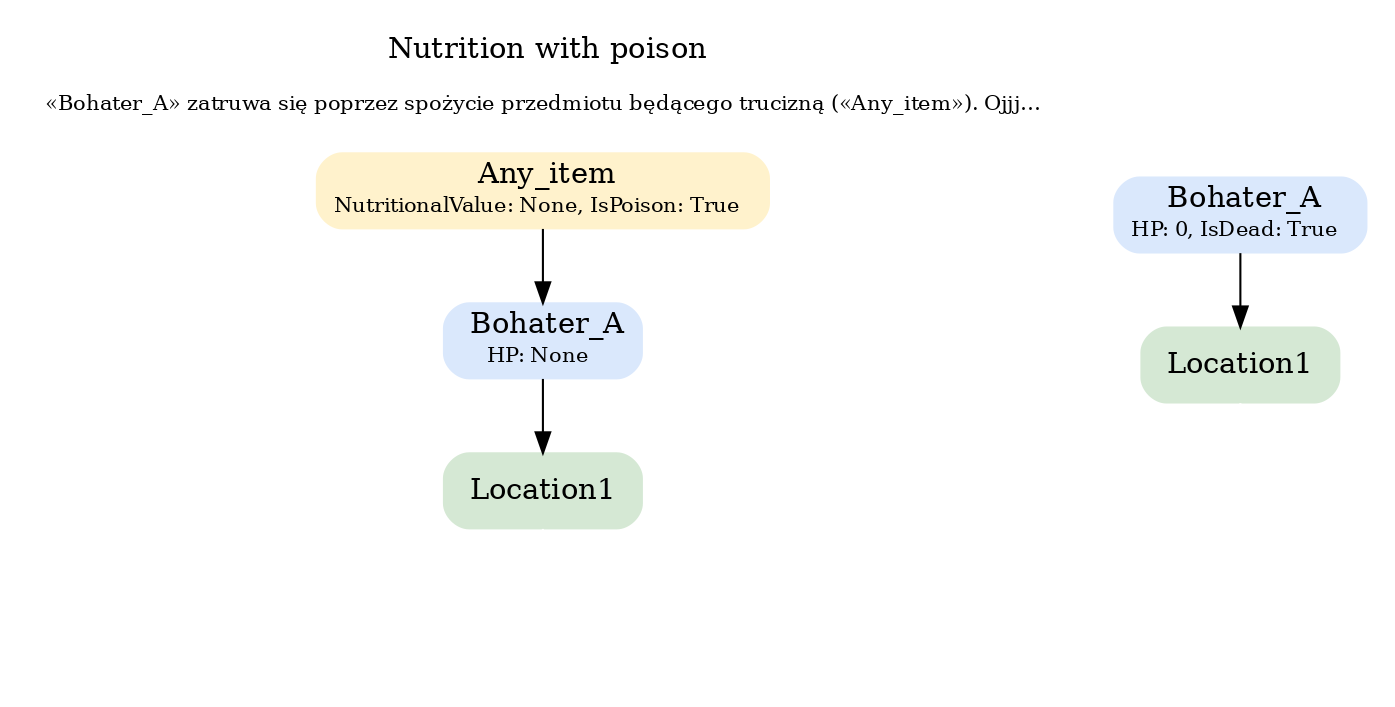 Nutrition with poison
«Bohater_A» zatruwa się poprzez spożycie przedmiotu będącego trucizną («Any_item»). Ojjj...
Any_item
NutritionalValue: None, IsPoison: True
Bohater_A
HP: None
Location1
Bohater_A
HP: 0, IsDead: True
Location1